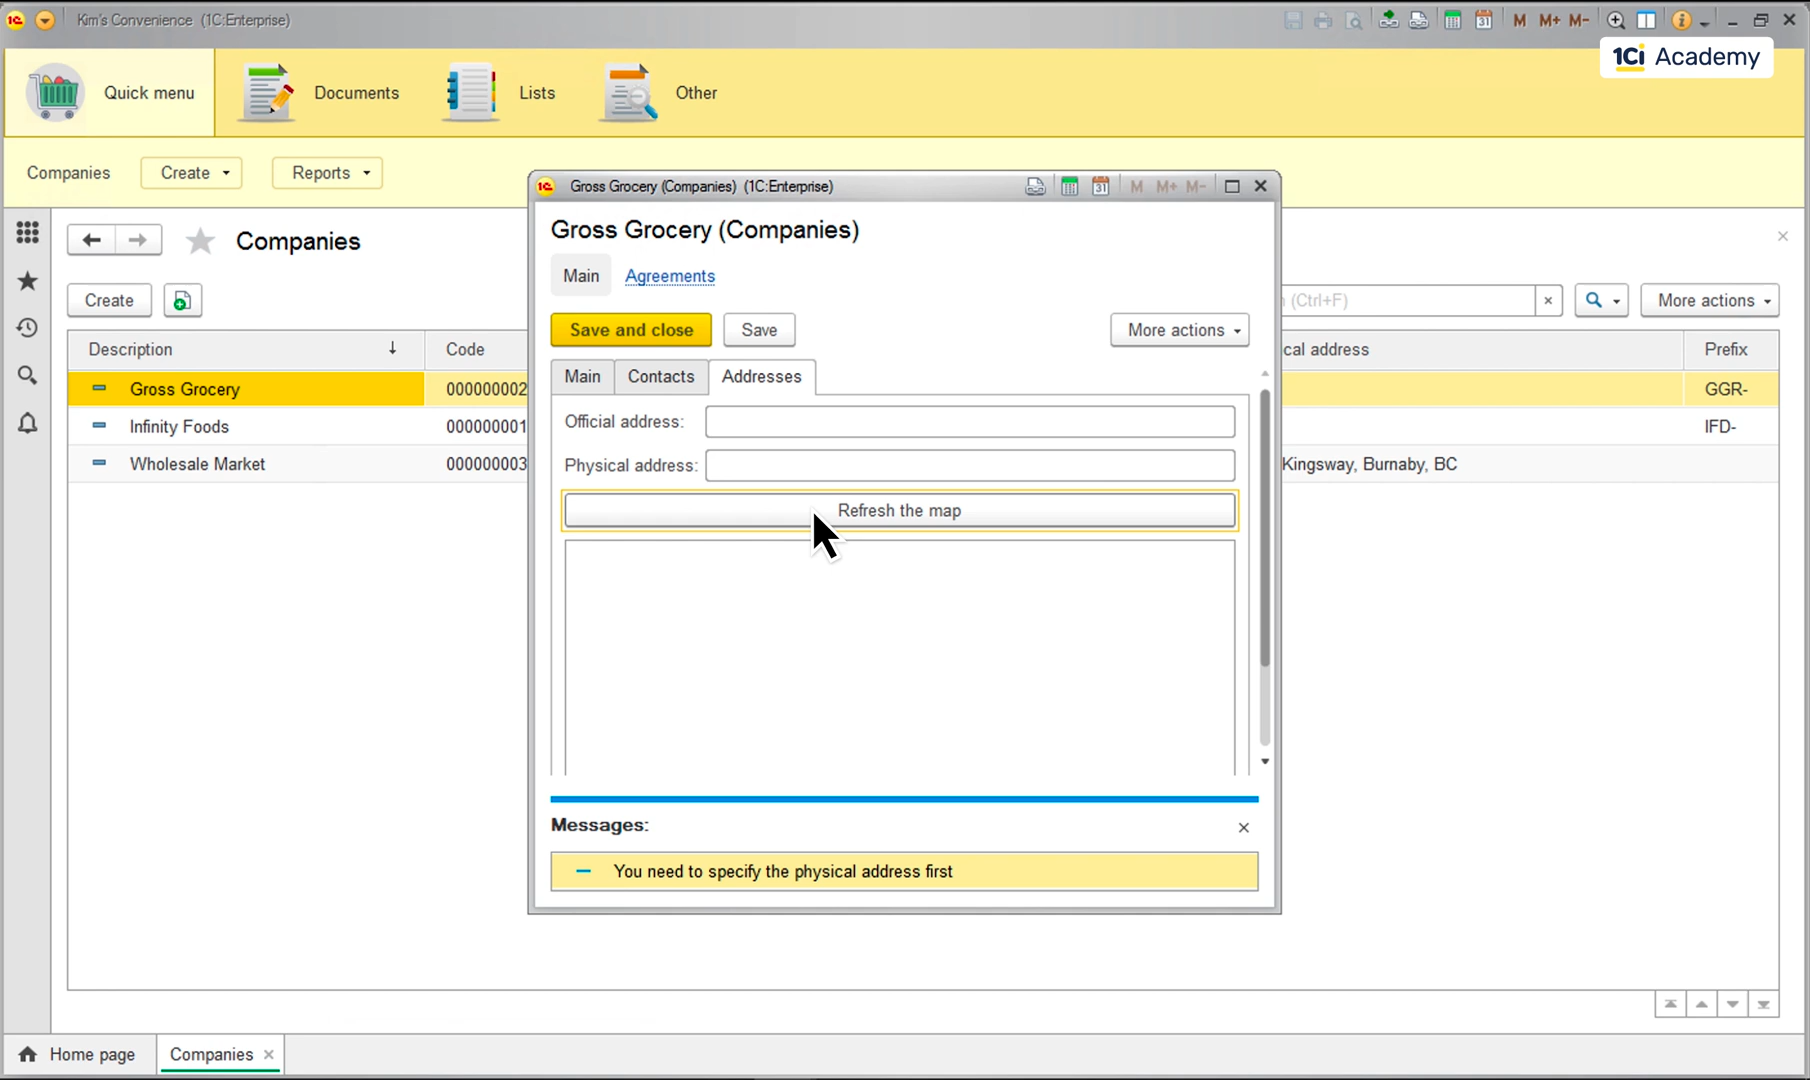 Kim's Convenience (1C:Enterprise)
M M+ M-
1Ci Academy
Quick menu
Documents
Lists
Other
Companies
Create
Reports
Companies
Create
(Ctrl+F)
More actions
Description
Code
cal address
Prefix
Gross Grocery
000000002
GGR-
Infinity Foods
000000001
IFD-
Wholesale Market
000000003
Kingsway, Burnaby, BC
Gross Grocery (Companies) (1C:Enterprise)
31
M M+ M-
Gross Grocery (Companies)
Main
Agreements
Save and close
Save
More actions
Main
Contacts
Addresses
Official address:
Physical address:
Refresh the map
Messages:
You need to specify the physical address first
Home page
Companies